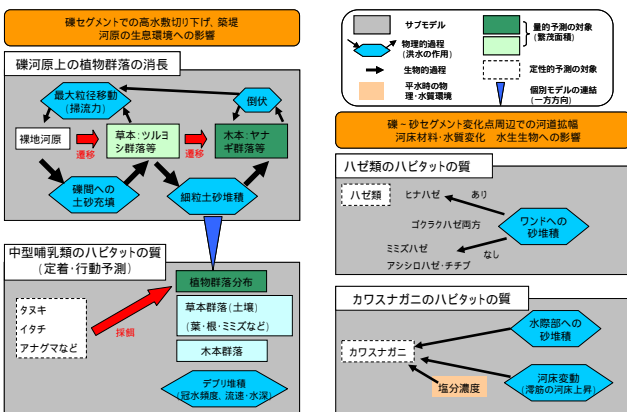 礫セグメントでの高水敷切り下げ、築堤
河原の生息環境への影響
礫河原上の植物群落の消長
最大粒径移動
(掃流力)
倒伏
裸地河原
遷移
草本:ツルヨ
シ群落等
遷移
木本:ヤナ
ギ群落等
礫間への
土砂充填
細粒土砂堆積
中型哺乳類のハビタットの質
(定着・行動予測)
タヌキ
イタチ
アナグマなど
採餌
植物群落分布
草本群落(土壌)
(葉・根・ミミズなど)
木本群落
デブリ堆積
(冠水頻度, 流速・水深)
サブモデル
物理的過程
(洪水の作用)
生物的過程
平水時の物
理・水質環境
量的予測の対象
(繁茂面積)
定性的予測の対象
個別モデルの連結
(一方方向)
礫-砂セグメント変化点周辺での河道拡幅
河床材料・水質変化 水生生物への影響
ハゼ類のハビタットの質
ハゼ類
ヒナハゼ
あり
ゴクラクハゼ両方
ミミズハゼ
なし
アシシロハゼ・チチブ
ワンドへの
砂堆積
カワスナガニのハビタットの質
カワスナガニ
水際部への
砂堆積
塩分濃度
河床変動
(澪筋の河床上昇)